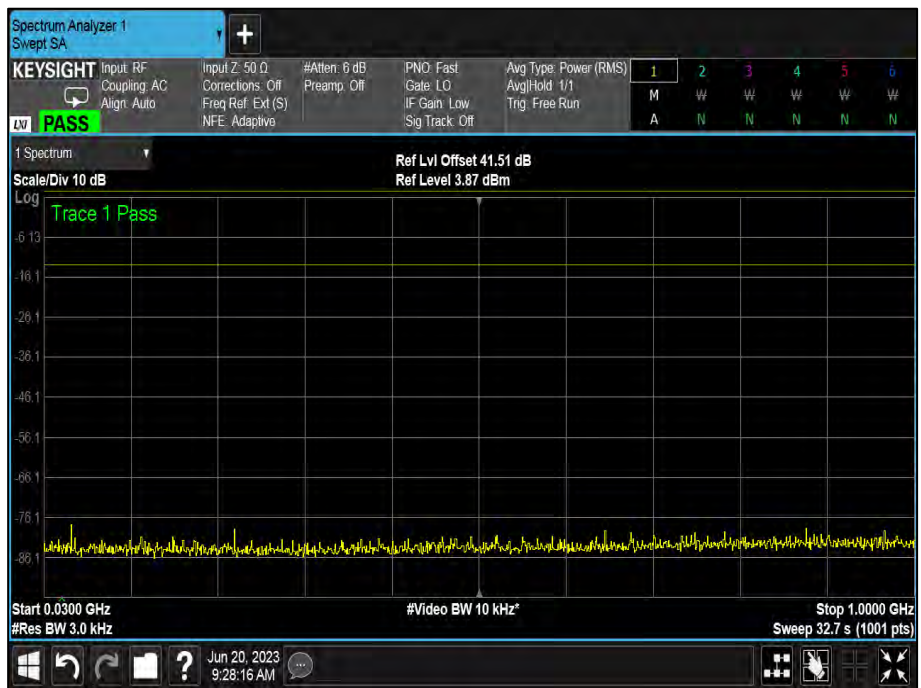 Spectrum Analyzer 1
Swept SA
+
KEYSIGHT
Input: RF
Coupling: AC
Align: Auto
Input Z: 50 Ω
Corrections: Off
Freq Ref: Ext (S)
NFE: Adaptive
#Atten: 6 dB
Preamp: Off
PNO: Fast
Gate: LO
IF Gain: Low
Sig Track: Off
Avg Type: Power (RMS)
Avg|Hold: 1/1
Trig: Free Run
1 2 3 4 5 6
M W W W W W
A N N N N N
LXI PASS
1 Spectrum
Scale/Div 10 dB
Ref Lvl Offset 41.51 dB
Ref Level 3.87 dBm
Log
Trace 1 Pass
-6.13
-16.1
-26.1
-36.1
-46.1
-56.1
-66.1
-76.1
-86.1
Start 0.0300 GHz
#Video BW 10 kHz*
Stop 1.0000 GHz
#Res BW 3.0 kHz
Sweep 32.7 s (1001 pts)
?
Jun 20, 2023
9:28:16 AM